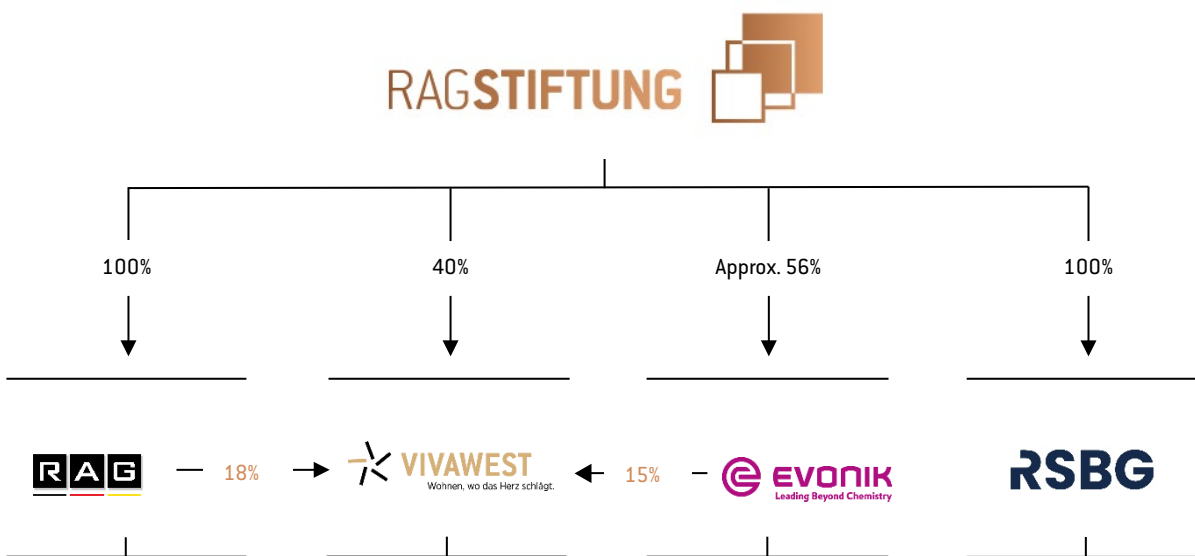 RAGSTIFTUNG
100%
40%
Approx. 56%
100%
RAG
18%
VIVAWEST
Wohnen, wo das Herz schlägt.
15%
EVONIK
Leading Beyond Chemistry
RSBG